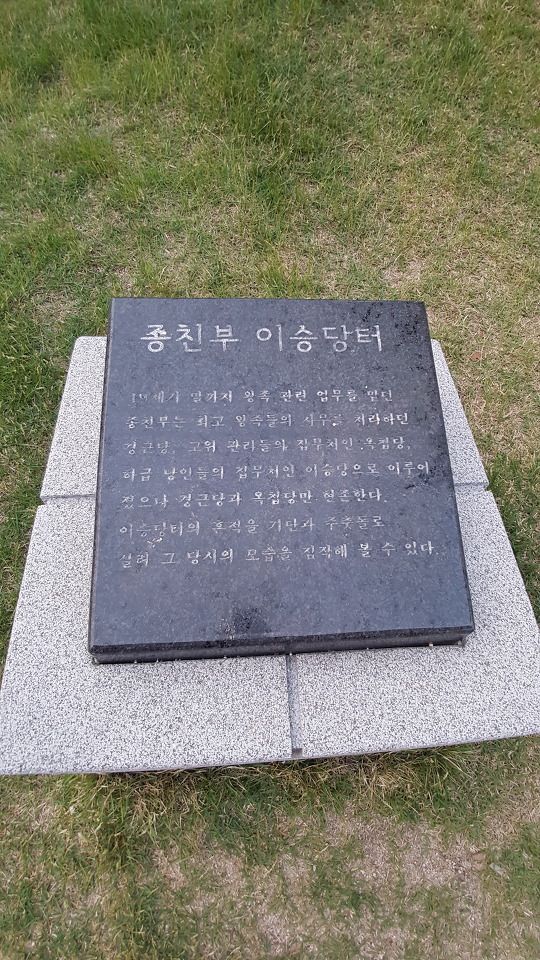 종친부 이승당터
19세기 말까지 왕족 관련 업무를 맡던
종친부는 최고 왕족들의 사무를 처리하던
경근당, 고위 관리들의 집무처인 옥첩당,
하급 낭인들의 집무처인 이승당으로 이루어
졌으나 경근당과 옥첩당만 현존한다.
이승당터의 흔적을 기단과 주춧돌로
살려 그 당시의 모습을 짐작해 볼 수 있다.